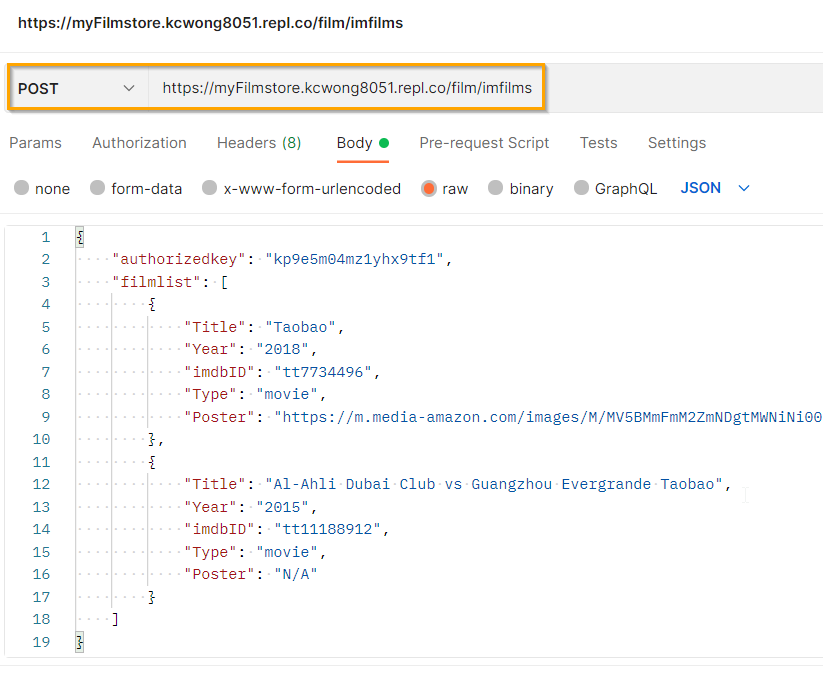 https://myFilmstore.kcwong8051.repl.co/film/imfilms
POST https://myFilmstore.kcwong8051.repl.co/film/imfilms
Params Authorization Headers (8) Body Pre-request Script Tests Settings
none form-data x-www-form-urlencoded raw binary GraphQL JSON
1 {
2 "authorizedkey": "kp9e5m04mz1yhx9tf1",
3 "filmlist": [
4 {
5 "Title": "Taobao",
6 "Year": "2018",
7 "imdbID": "tt7734496",
8 "Type": "movie",
9 "Poster": "https://m.media-amazon.com/images/M/MV5BMmFmM2ZmNDgtMWNiNi00
10 },
11 {
12 "Title": "Al-Ahli Dubai Club vs Guangzhou Evergrande Taobao",
13 "Year": "2015",
14 "imdbID": "tt11188912",
15 "Type": "movie",
16 "Poster": "N/A"
17 }
18 ]
19 }